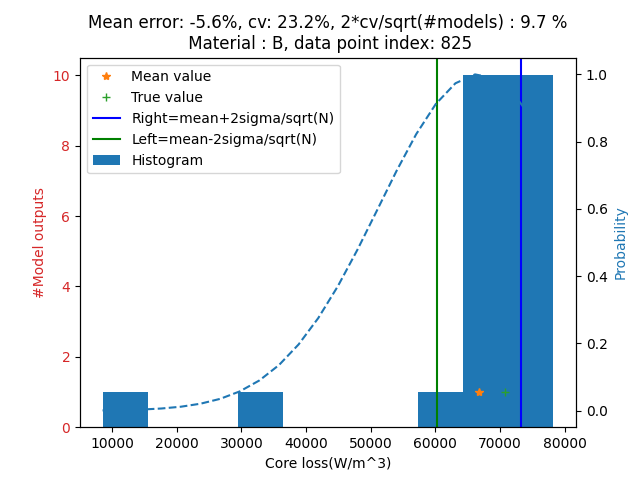 Mean error: -5.6%, cv: 23.2%, 2*cv/sqrt(#models) : 9.7 %
Material : B, data point index: 825
Mean value
True value
Right=mean+2sigma/sqrt(N)
Left=mean-2sigma/sqrt(N)
Histogram
#Model outputs
10
8
6
4
2
0
1.0
0.8
0.6
0.4
0.2
0.0
Probability
10000 20000 30000 40000 50000 60000 70000 80000
Core loss(W/m^3)